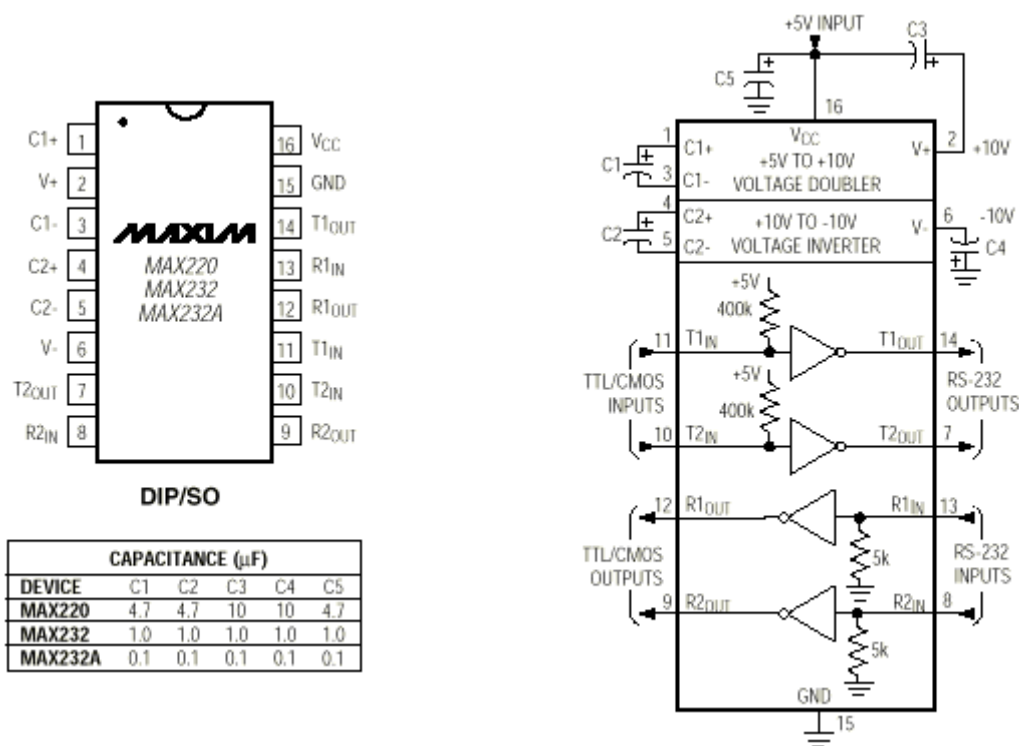 C1+ 1
V+ 2
C1- 3
C2+ 4
C2- 5
V- 6
T2OUT 7
R2IN 8
16 VCC
15 GND
14 T1OUT
13 R1IN
12 R1OUT
11 T1IN
10 T2IN
9 R2OUT
MAXIM
MAX220
MAX232
MAX232A
DIP/SO
CAPACITANCE (µF)
DEVICE C1 C2 C3 C4 C5
MAX220 4.7 4.7 10 10 4.7
MAX232 1.0 1.0 1.0 1.0 1.0
MAX232A 0.1 0.1 0.1 0.1 0.1
+5V INPUT
C3
+
C5
+
16
1
C1
+
3
C1+
C1-
VCC
+5V TO +10V
VOLTAGE DOUBLER
V+
2
+10V
4
C2
+
5
C2+
C2-
+10V TO -10V
VOLTAGE INVERTER
V-
6
-10V
+
C4
+5V
400k
11 T1IN
T1OUT 14
TTL/CMOS
INPUTS
+5V
400k
RS-232
OUTPUTS
10 T2IN
T2OUT 7
12 R1OUT
R1IN 13
TTL/CMOS
OUTPUTS
5k
RS-232
INPUTS
9 R2OUT
R2IN 8
5k
GND
15